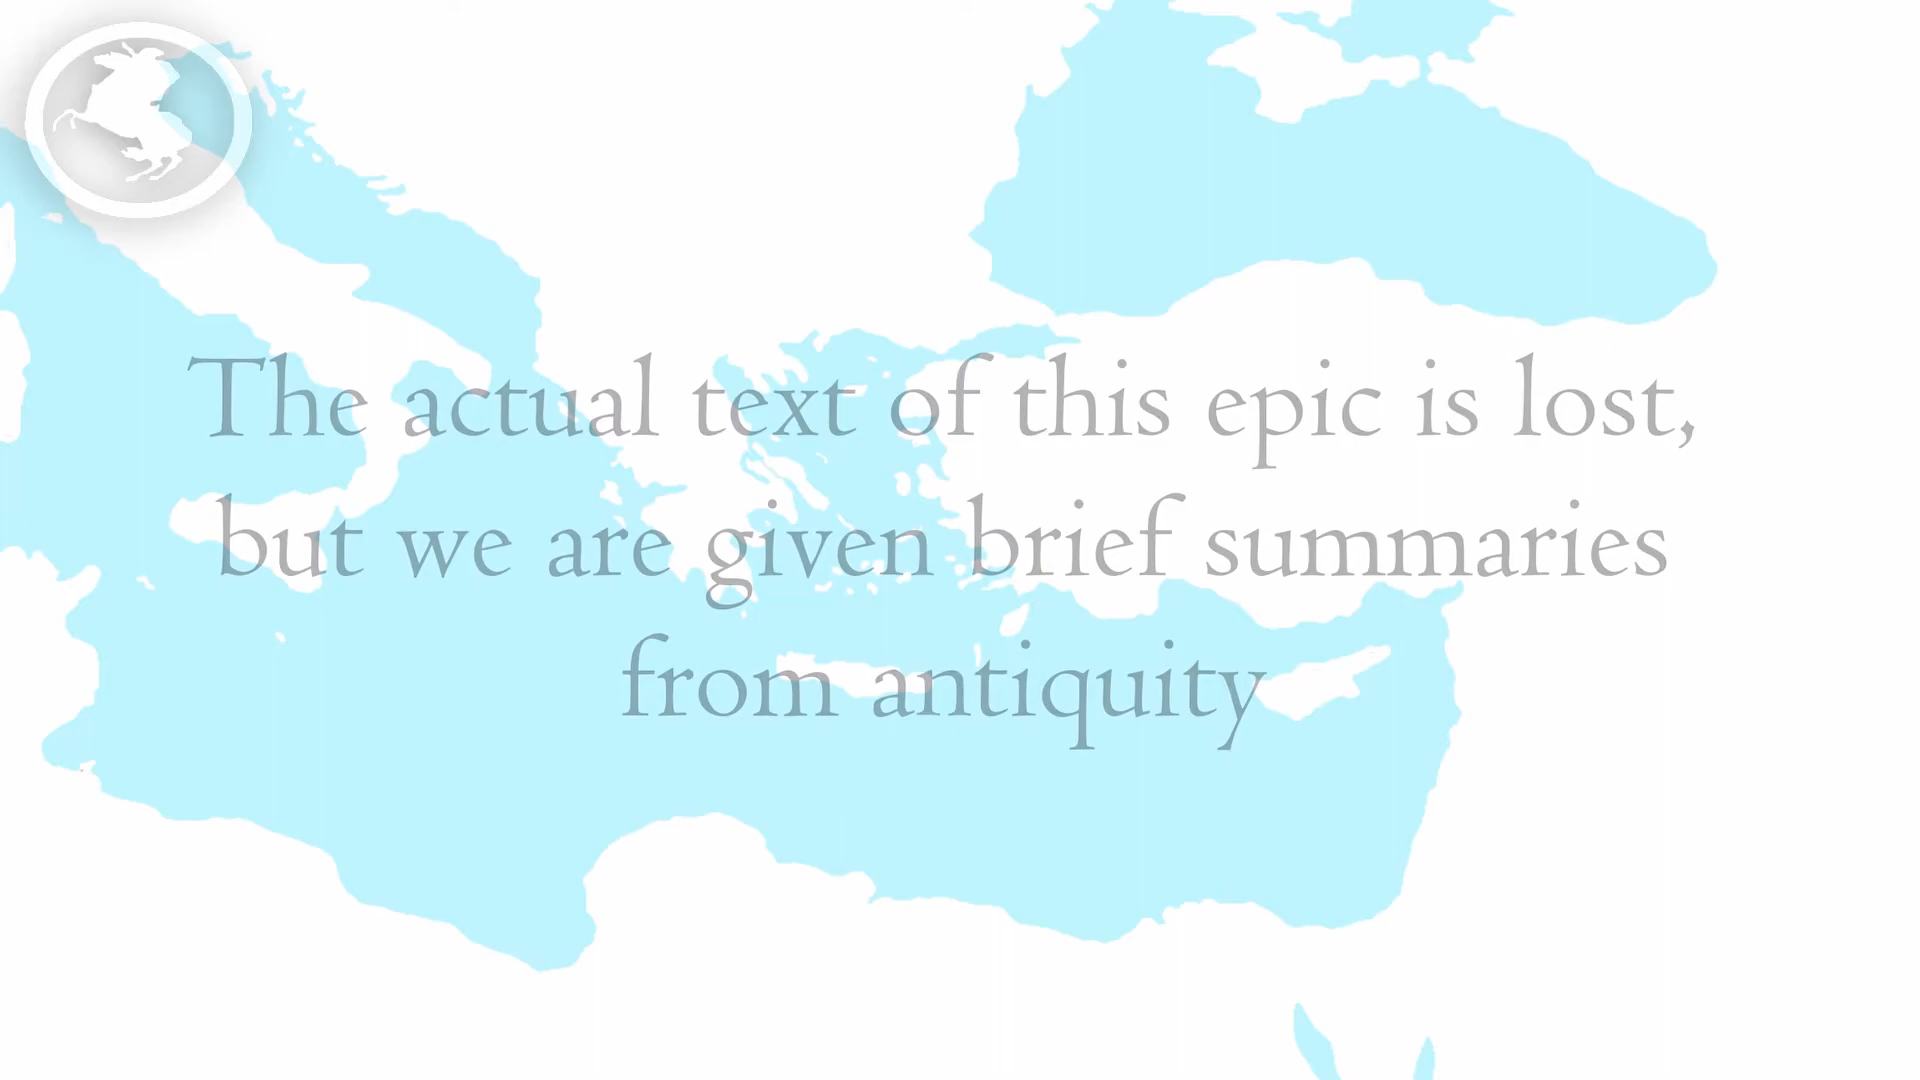 The actual text of this epic is lost,
but we are given brief summaries
from antiquity